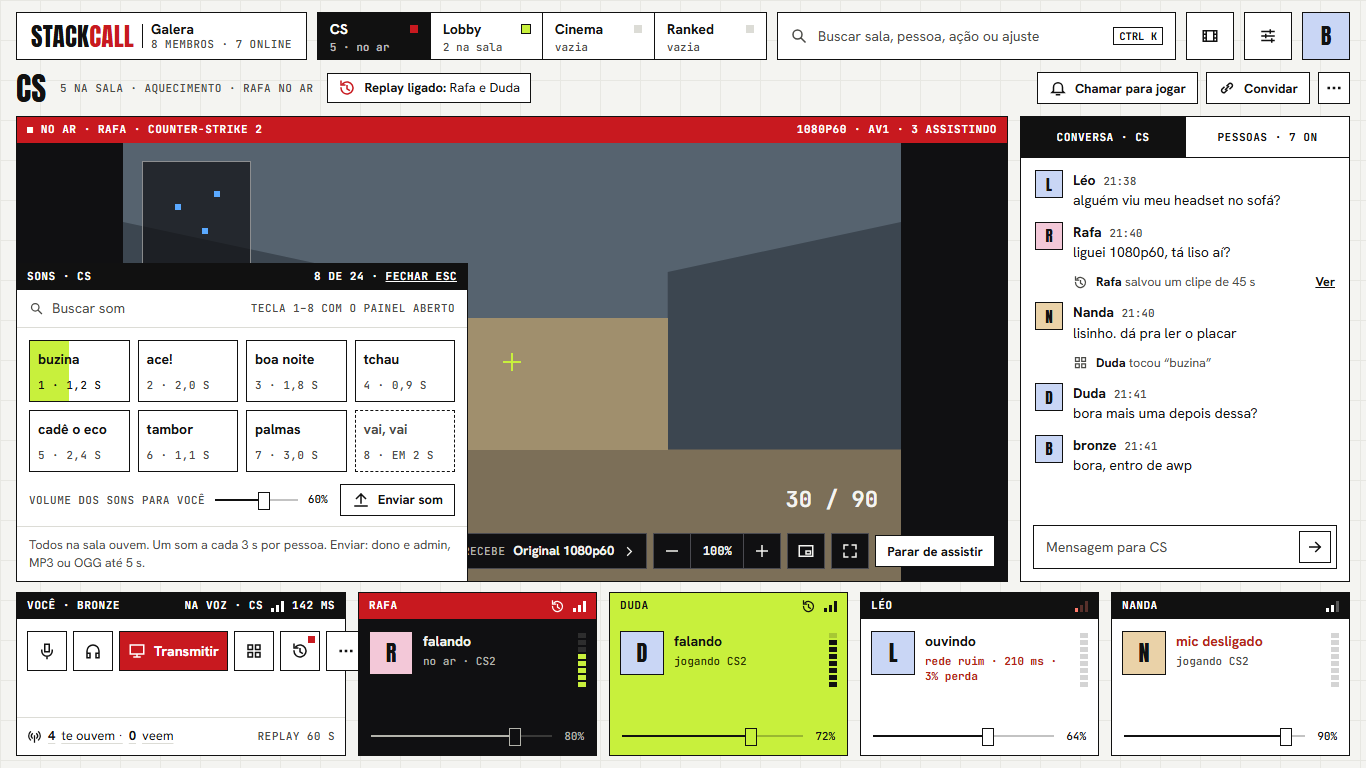 STACKCALL
Galera
8 MEMBROS · 7 ONLINE
CS
5 · no ar
Lobby
2 na sala
Cinema
vazia
Ranked
vazia
Buscar sala, pessoa, ação ou ajuste
CTRL K
B
CS
5 NA SALA · AQUECIMENTO · RAFA NO AR
Replay ligado: Rafa e Duda
Chamar para jogar
Convidar
NO AR · RAFA · COUNTER-STRIKE 2
1080P60 · AV1 · 3 ASSISTINDO
SONS · CS
8 DE 24 · FECHAR ESC
Buscar som
TECLA 1–8 COM O PAINEL ABERTO
buzina
1 · 1,2 S
ace!
2 · 2,0 S
boa noite
3 · 1,8 S
tchau
4 · 0,9 S
cadê o eco
5 · 2,4 S
tambor
6 · 1,1 S
palmas
7 · 3,0 S
vai, vai
8 · EM 2 S
VOLUME DOS SONS PARA VOCÊ
60%
Enviar som
Todos na sala ouvem. Um som a cada 3 s por pessoa. Enviar: dono e admin,
MP3 ou OGG até 5 s.
30 / 90
RECEBE Original 1080p60
100%
Parar de assistir
CONVERSA · CS
PESSOAS · 7 ON
L
Léo 21:38
alguém viu meu headset no sofá?
R
Rafa 21:40
liguei 1080p60, tá liso aí?
Rafa salvou um clipe de 45 s
Ver
N
Nanda 21:40
lisinho. dá pra ler o placar
Duda tocou “buzina”
D
Duda 21:41
bora mais uma depois dessa?
B
bronze 21:41
bora, entro de awp
Mensagem para CS
VOCÊ · BRONZE
NA VOZ · CS
142 MS
Transmitir
4 te ouvem · 0 veem
REPLAY 60 S
RAFA
R
falando
no ar · CS2
80%
DUDA
D
falando
jogando CS2
72%
LÉO
L
ouvindo
rede ruim · 210 ms ·
3% perda
64%
NANDA
N
mic desligado
jogando CS2
90%